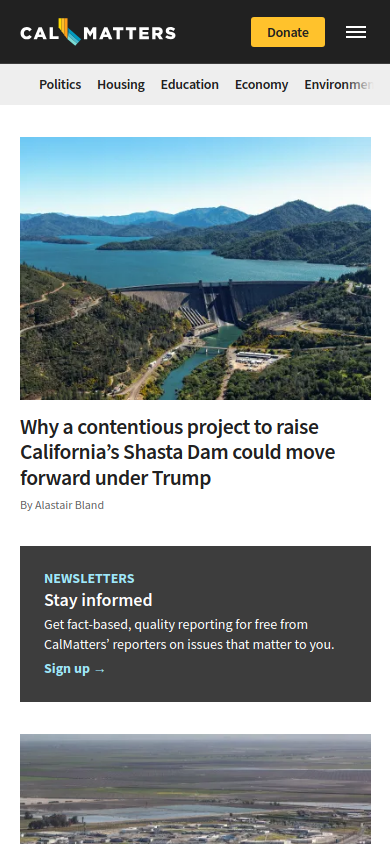 CAL MATTERS
Donate
Politics Housing Education Economy
Why a contentious project to raise
California’s Shasta Dam could move
forward under Trump
By Alastair Bland
NEWSLETTERS
Stay informed
Get fact-based, quality reporting for free from
CalMatters’ reporters on issues that matter to you.
Sign up →